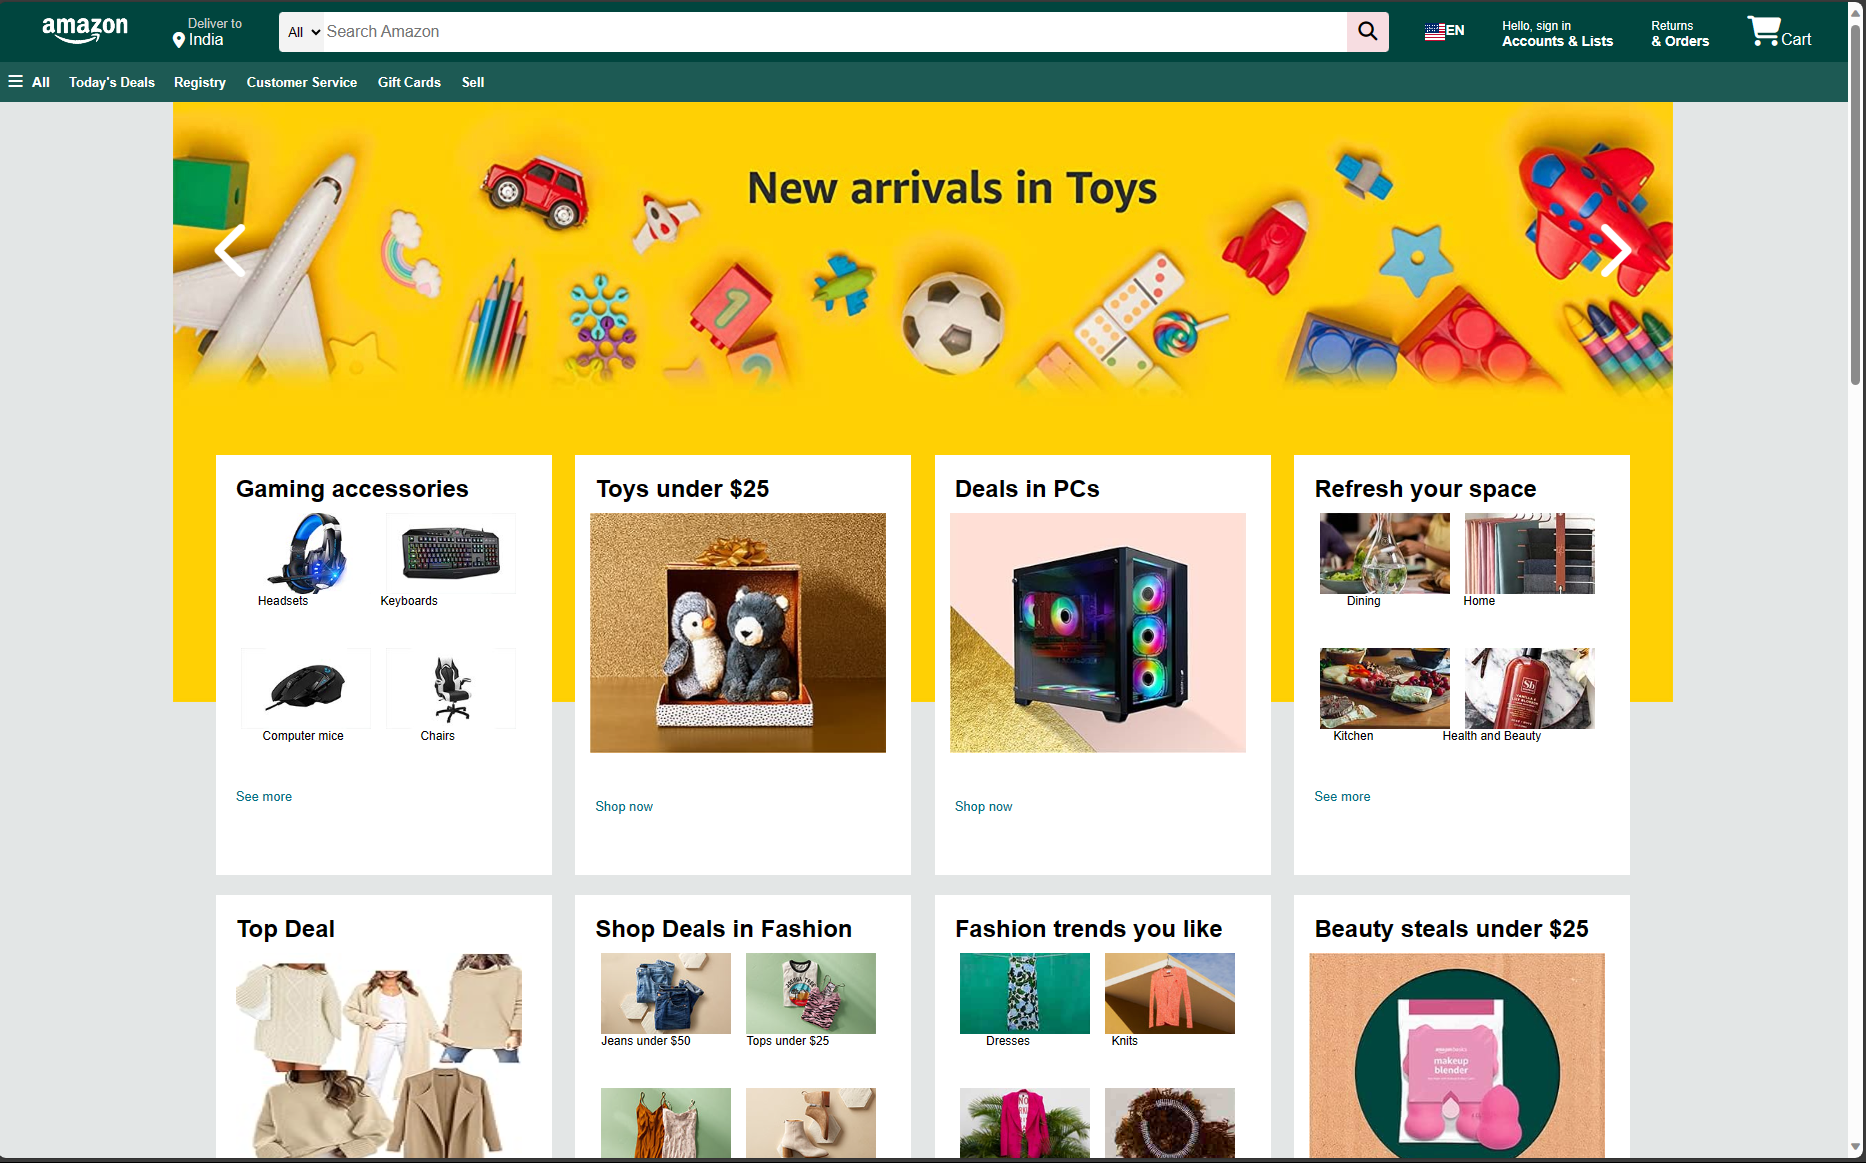 amazon
Deliver to
India
All
Search Amazon
EN
Hello, sign in
Accounts & Lists
Returns
& Orders
Cart
All
Today's Deals
Registry
Customer Service
Gift Cards
Sell
New arrivals in Toys
1
2
Gaming accessories
Headsets
Keyboards
Computer mice
Chairs
See more
Toys under $25
Shop now
Deals in PCs
Shop now
Refresh your space
Dining
Home
Kitchen
Health and Beauty
See more
Top Deal
Shop Deals in Fashion
Jeans under $50
Tops under $25
Fashion trends you like
Dresses
Knits
Beauty steals under $25
makeup
blender